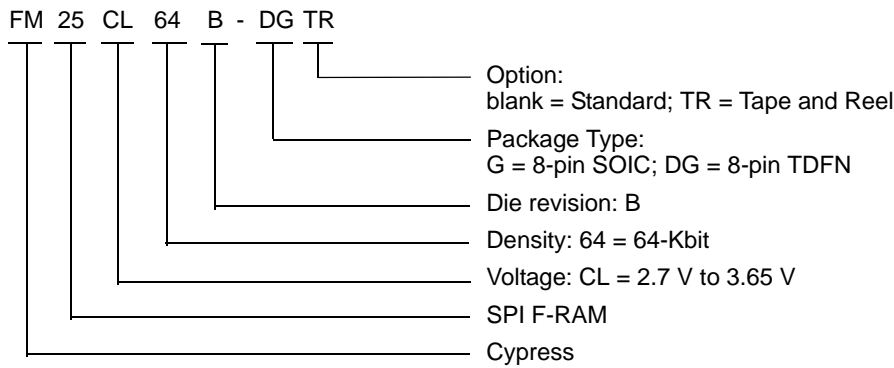 FM 25 CL 64 B - DG TR
Option:
blank = Standard; TR = Tape and Reel
Package Type:
G = 8-pin SOIC; DG = 8-pin TDFN
Die revision: B
Density: 64 = 64-Kbit
Voltage: CL = 2.7 V to 3.65 V
SPI F-RAM
Cypress